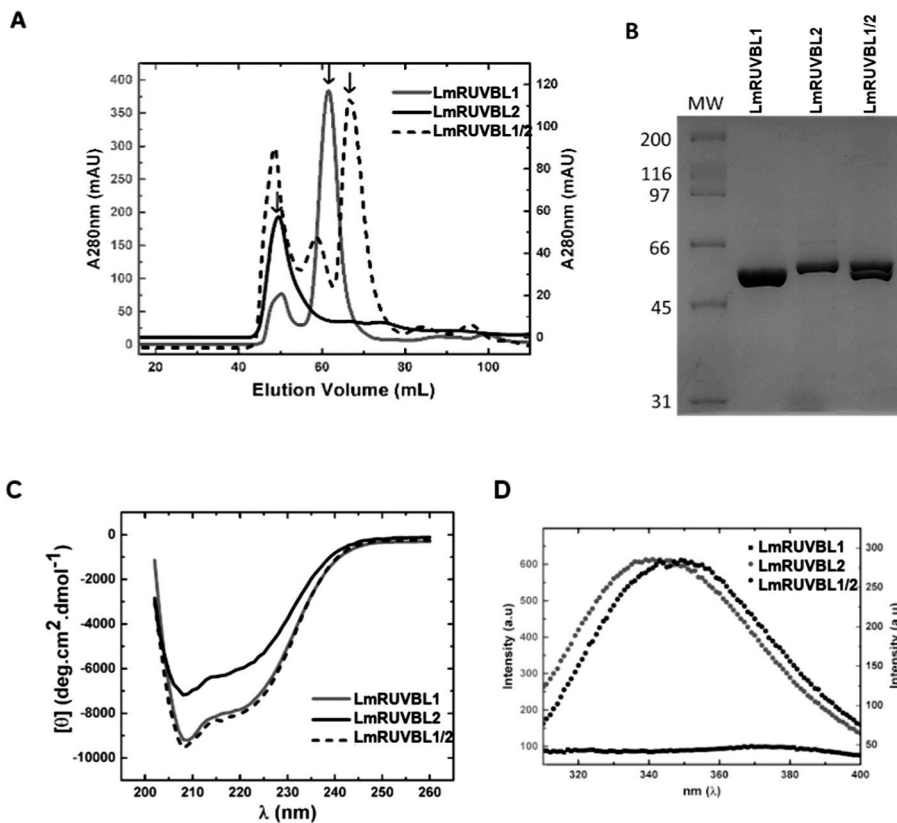 A
A280nm (mAU)
400
350
300
250
200
150
100
50
0
120
100
80
60
40
20
0
A280nm (mAU)
LmRUVBL1
LmRUVBL2
LmRUVBL1/2
20 40 60 80 100
Elution Volume (mL)
B
MW LmRUVBL1 LmRUVBL2 LmRUVBL1/2
200
116
97
66
45
31
C
[θ] (deg.cm2.dmol-1)
0
-2000
-4000
-6000
-8000
-10000
LmRUVBL1
LmRUVBL2
LmRUVBL1/2
200 210 220 230 240 250 260
λ (nm)
D
Intensity (a.u)
600
500
400
300
200
100
300
250
200
150
100
50
Intensity (a.u)
LmRUVBL1
LmRUVBL2
LmRUVBL1/2
320 340 360 380 400
nm (λ)